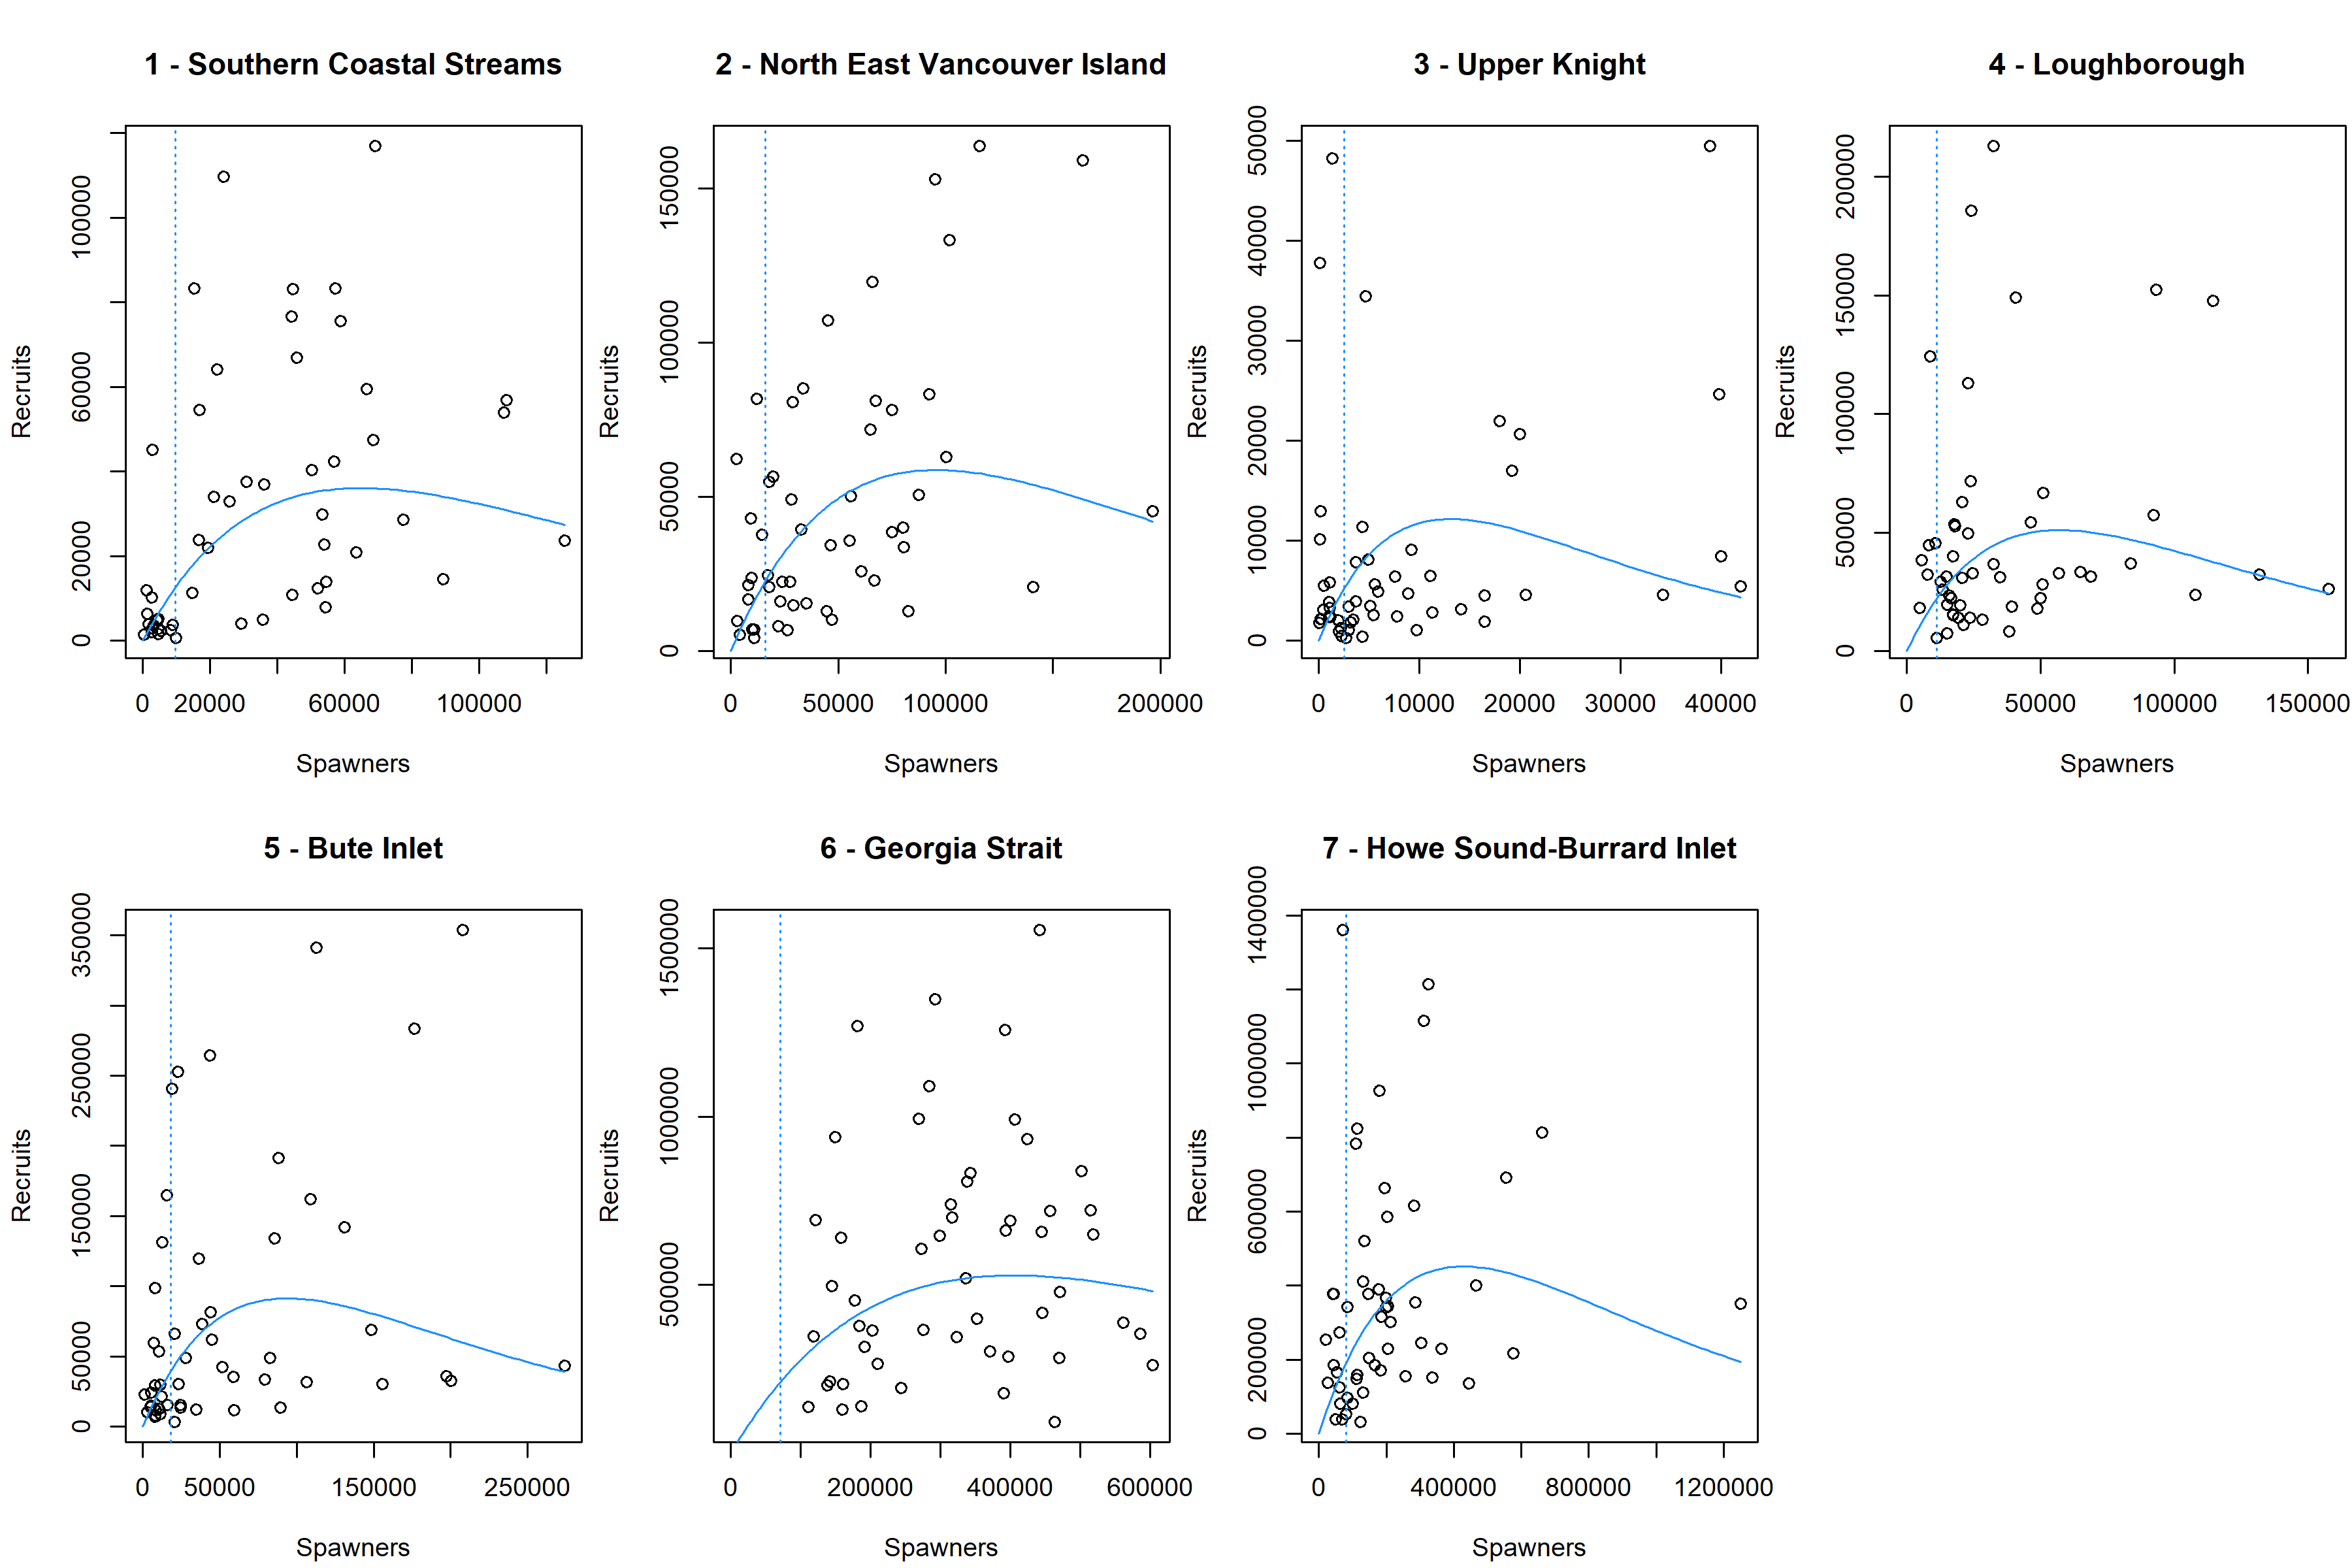 1 - Southern Coastal Streams
Recruits
0 20000 60000 100000
0 20000 60000 100000
Spawners
2 - North East Vancouver Island
Recruits
0 50000 100000 150000
0 50000 100000 200000
Spawners
3 - Upper Knight
Recruits
0 10000 20000 30000 40000 50000
0 10000 20000 30000 40000
Spawners
4 - Loughborough
Recruits
0 50000 100000 150000 200000
0 50000 100000 150000
Spawners
5 - Bute Inlet
Recruits
0 50000 150000 250000 350000
0 50000 150000 250000
Spawners
6 - Georgia Strait
Recruits
500000 1000000 1500000
0 200000 400000 600000
Spawners
7 - Howe Sound-Burrard Inlet
Recruits
0 200000 600000 1000000 1400000
0 400000 800000 1200000
Spawners